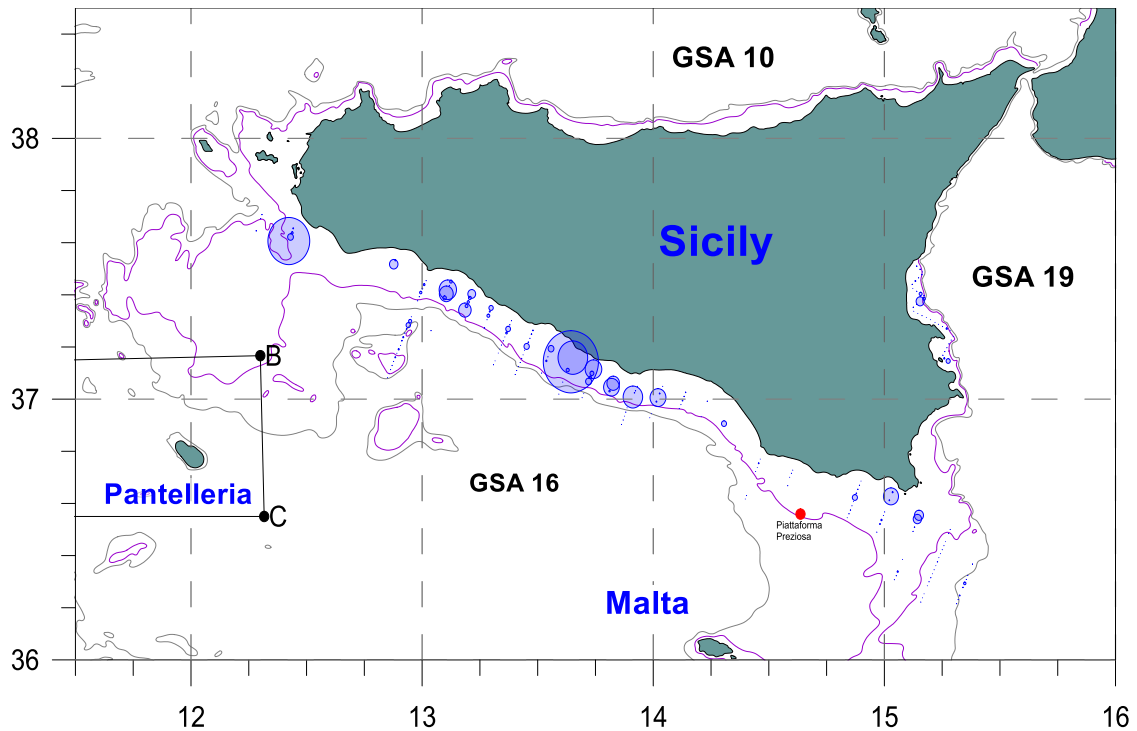 GSA 10
38
Sicily
GSA 19
B
37
GSA 16
Pantelleria
C
Piattaforma
Preziosa
Malta
36
12
13
14
15
16